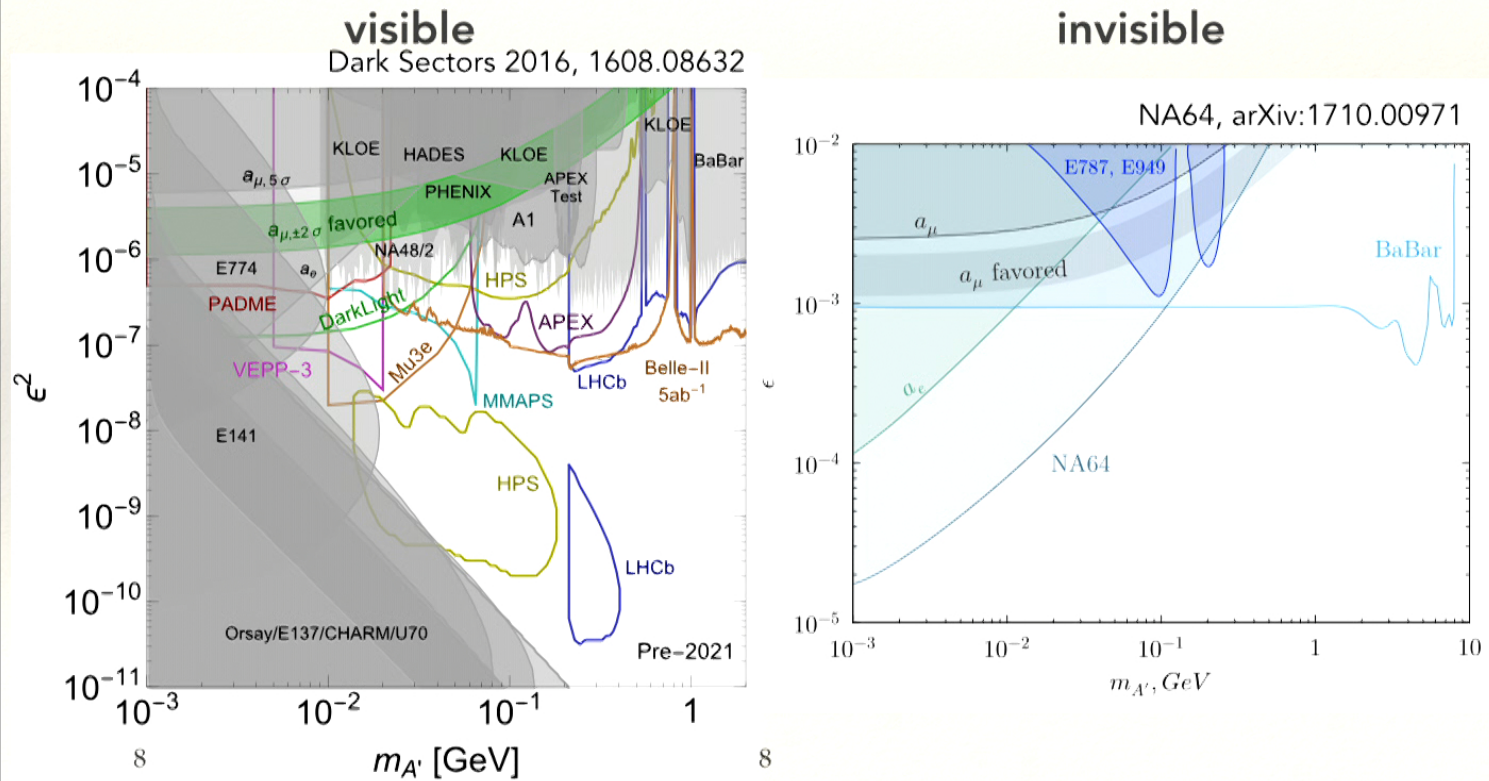 visible
Dark Sectors 2016, 1608.08632
10⁻⁴
10⁻⁵
10⁻⁶
10⁻⁷
10⁻⁸
10⁻⁹
10⁻¹⁰
10⁻¹¹
ϵ²
KLOE
HADES
KLOE
KLOE
BaBar
a_{μ,5σ}
PHENIX
APEX
Test
a_{μ,±2σ} favored
A1
NA48/2
E774
a_e
HPS
PADME
DarkLight
APEX
VEPP−3
Mu3e
LHCb
Belle−II
5ab⁻¹
MMAPS
E141
HPS
LHCb
Orsay/E137/CHARM/U70
Pre−2021
10⁻³
10⁻²
10⁻¹
1
m_{A'} [GeV]
8
invisible
NA64, arXiv:1710.00971
10⁻²
10⁻³
10⁻⁴
10⁻⁵
ϵ
E787, E949
a_μ
a_μ favored
BaBar
a_e
NA64
10⁻³
10⁻²
10⁻¹
1
10
m_{A'}, GeV
8